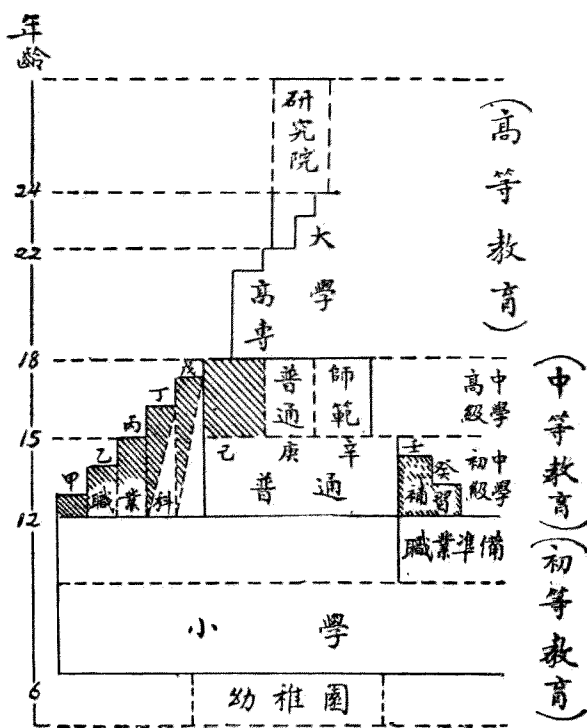 年齢
研究院
(高等教育)
24
22
大學
高専
18
戊
普通
師範
高級中學
(中等教育)
丁
丙
15
乙
己
庚
辛
壬
初級中學
甲
職業科
普通
癸
補習
12
職業準備
(初等教育)
小學
6
幼稚園